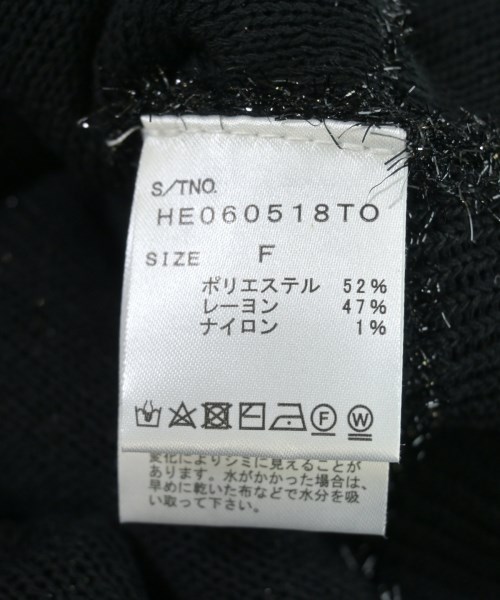 S/TNO.
HE060518TO
SIZE F
ポリエステル 52%
レーヨン 47%
ナイロン 1%
F W
変化によりシミに見えることが
あります。水がかかった場合は、
早めに乾いた布などで水分を吸
い取って下さい。